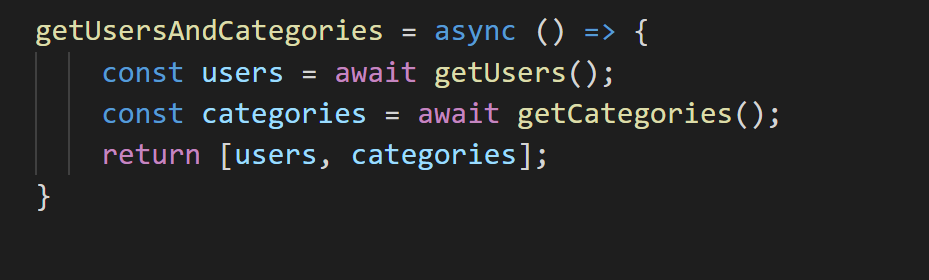 getUsersAndCategories = async () => {
const users = await getUsers();
const categories = await getCategories();
return [users, categories];
}